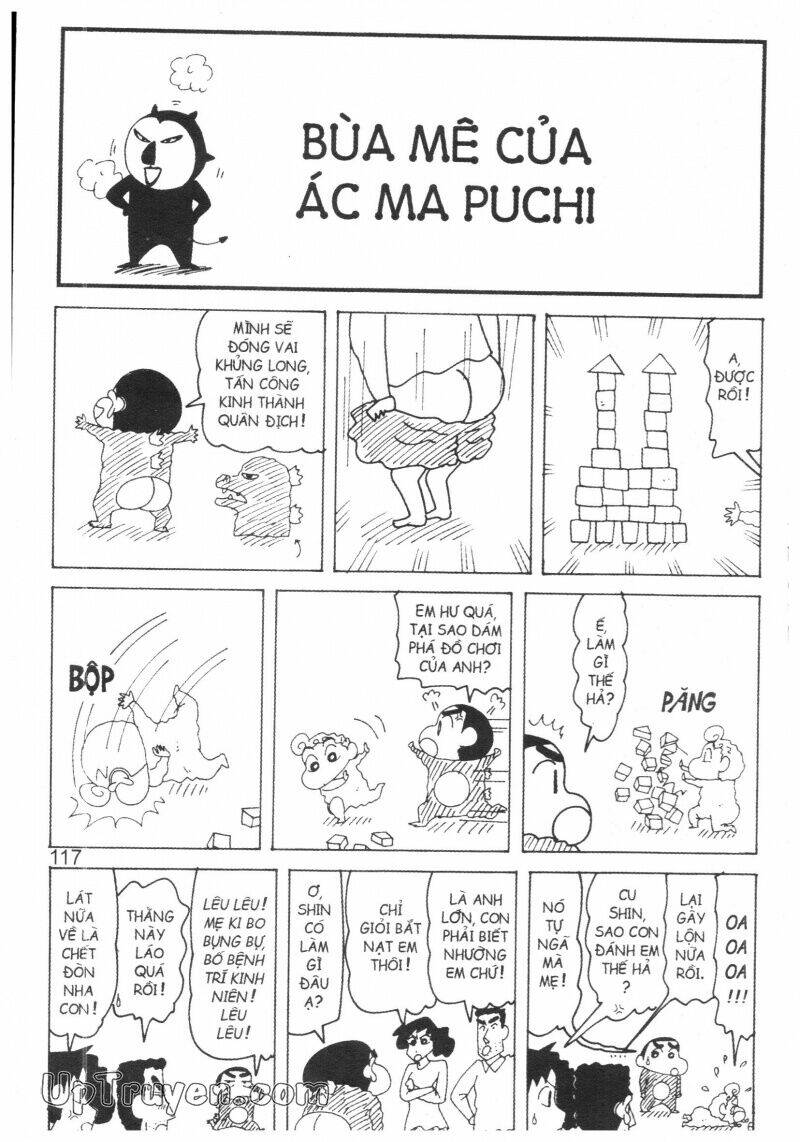 BÙA MÊ CỦA
ÁC MA PUCHI
A,
ĐƯỢC
RỒI!
MÌNH SẼ
ĐÓNG VAI
KHỦNG LONG,
TẤN CÔNG
KINH THÀNH
QUÂN ĐỊCH!
Ế,
LÀM
GÌ
THẾ
HẢ?
PĂNG
EM HƯ QUÁ,
TẠI SAO DÁM
PHÁ ĐỒ CHƠI
CỦA ANH?
BỘP
117
OA
OA
OA
!!!
LẠI
GÂY
LỘN
NỮA
RỒI.
CU
SHIN,
SAO CON
ĐÁNH EM
THẾ HẢ
?
NÓ
TỰ
NGÃ
MÀ
MẸ!
LÀ ANH
LỚN, CON
PHẢI BIẾT
NHƯỜNG
EM CHỨ!
CHỈ
GIỎI BẮT
NẠT EM
THÔI!
Ơ,
SHIN
CÓ
LÀM
GÌ
ĐÂU
Ạ?
LÊU LÊU!
MẸ KI BO
BỤNG BỰ,
BỐ BỆNH
TRĨ KINH
NIÊN!
LÊU
LÊU!
THẰNG
NÀY
LÁO
QUÁ
RỒI!
LÁT
NỮA
VỀ LÀ
CHẾT
ĐÒN
NHA
CON!
UpTruyen.com